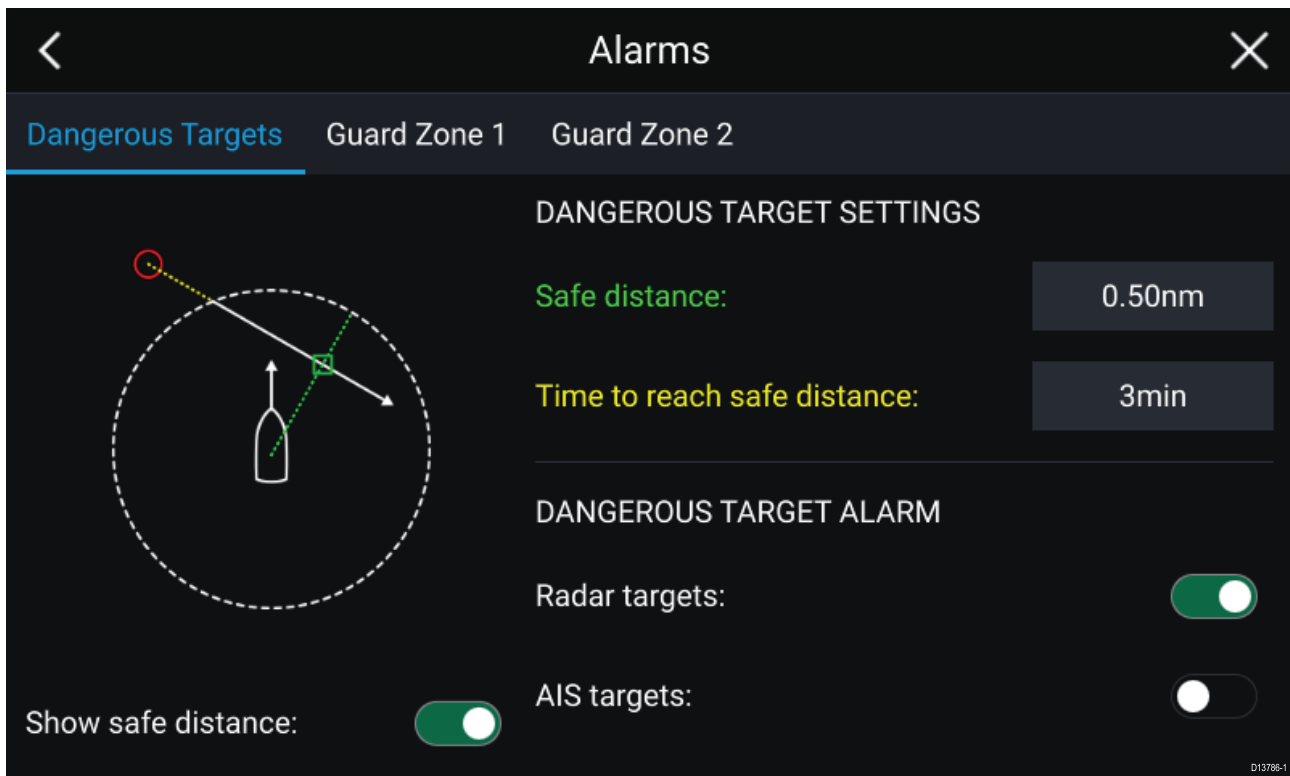 Alarms
Dangerous Targets Guard Zone 1 Guard Zone 2
DANGEROUS TARGET SETTINGS
Safe distance: 0.50nm
Time to reach safe distance: 3min
DANGEROUS TARGET ALARM
Radar targets:
AIS targets:
Show safe distance:
D13786-1